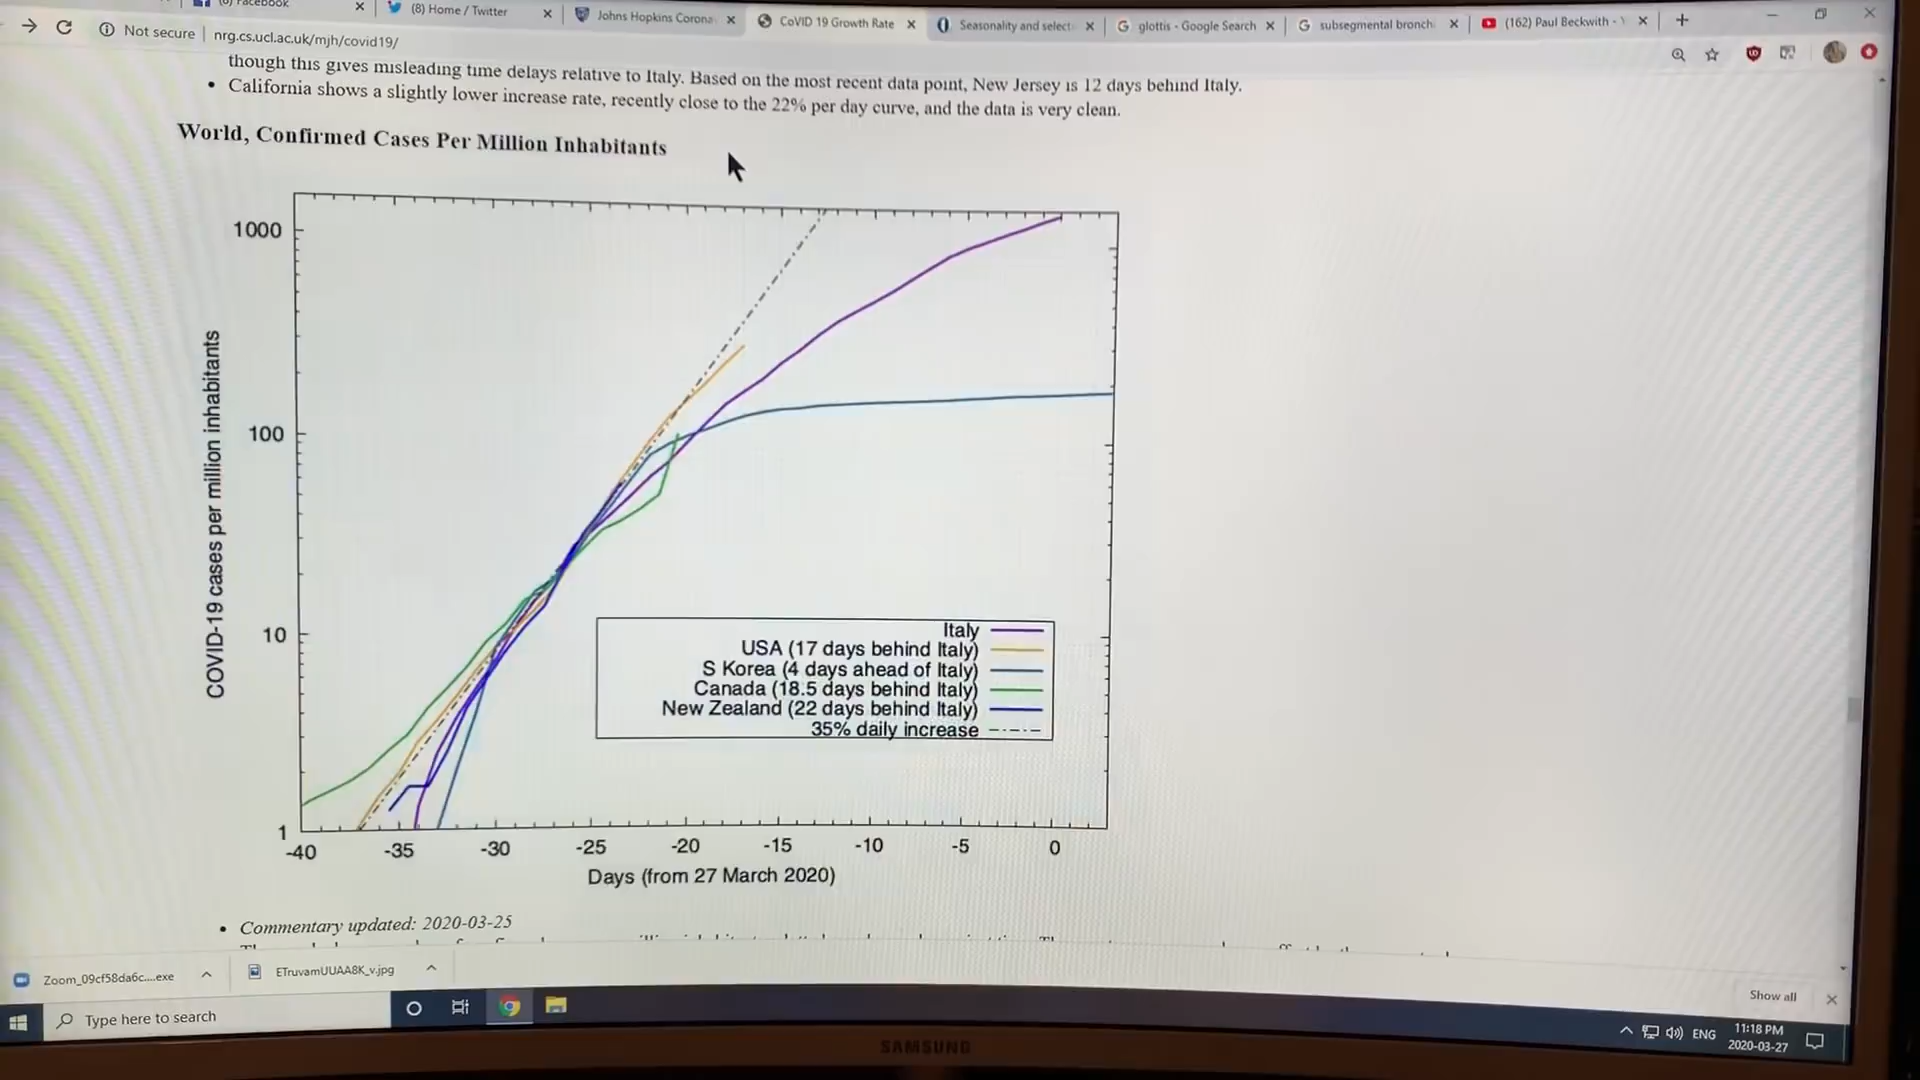 (6) Facebook
(8) Home / Twitter
Johns Hopkins Corona
CoVID 19 Growth Rate
Seasonality and select
glottis - Google Search
subsegmental bronch
(162) Paul Beckwith -
Not secure
nrg.cs.ucl.ac.uk/mjh/covid19/
though this gives misleading time delays relative to Italy. Based on the most recent data point, New Jersey is 12 days behind Italy.
• California shows a slightly lower increase rate, recently close to the 22% per day curve, and the data is very clean.
World, Confirmed Cases Per Million Inhabitants
1000
100
10
1
COVID-19 cases per million inhabitants
Italy
USA (17 days behind Italy)
S Korea (4 days ahead of Italy)
Canada (18.5 days behind Italy)
New Zealand (22 days behind Italy)
35% daily increase
-40 -35 -30 -25 -20 -15 -10 -5 0
Days (from 27 March 2020)
• Commentary updated: 2020-03-25
Zoom_09cf58da6c....exe
ETruvamUUAA8K_v.jpg
Show all
Type here to search
ENG
11:18 PM
2020-03-27
SAMSUNG